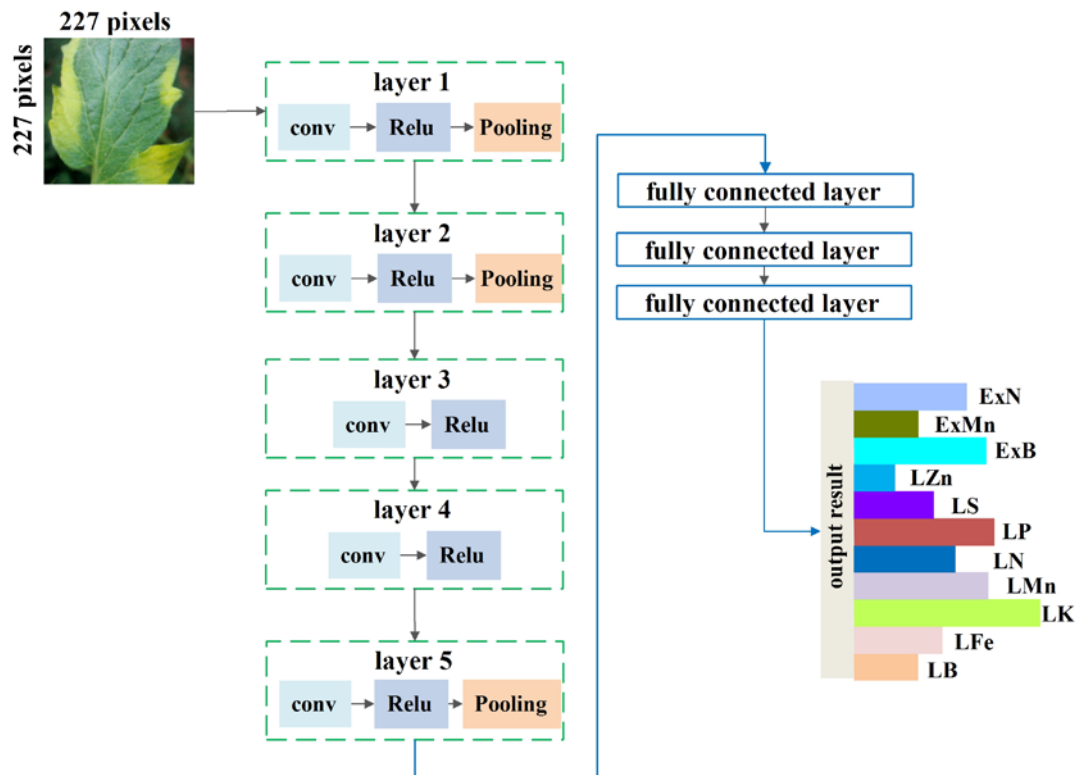 227 pixels
227 pixels
layer 1
conv Relu Pooling
layer 2
conv Relu Pooling
layer 3
conv Relu
layer 4
conv Relu
layer 5
conv Relu Pooling
fully connected layer
fully connected layer
fully connected layer
output result
ExN
ExMn
ExB
LZn
LS
LP
LN
LMn
LK
LFe
LB